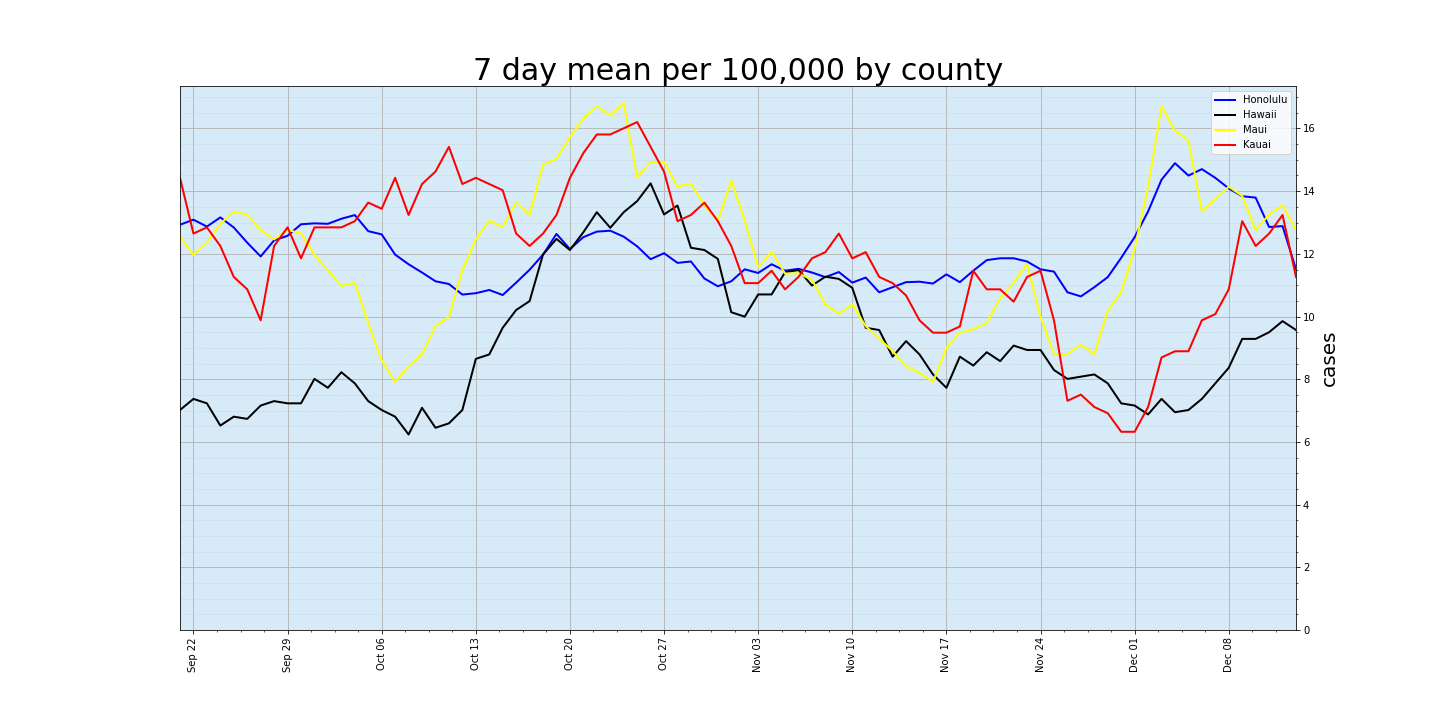 7 day mean per 100,000 by county
Honolulu
Hawaii
Maui
Kauai
16
14
12
10
8
6
4
2
0
cases
Sep 22
Sep 29
Oct 06
Oct 13
Oct 20
Oct 27
Nov 03
Nov 10
Nov 17
Nov 24
Dec 01
Dec 08